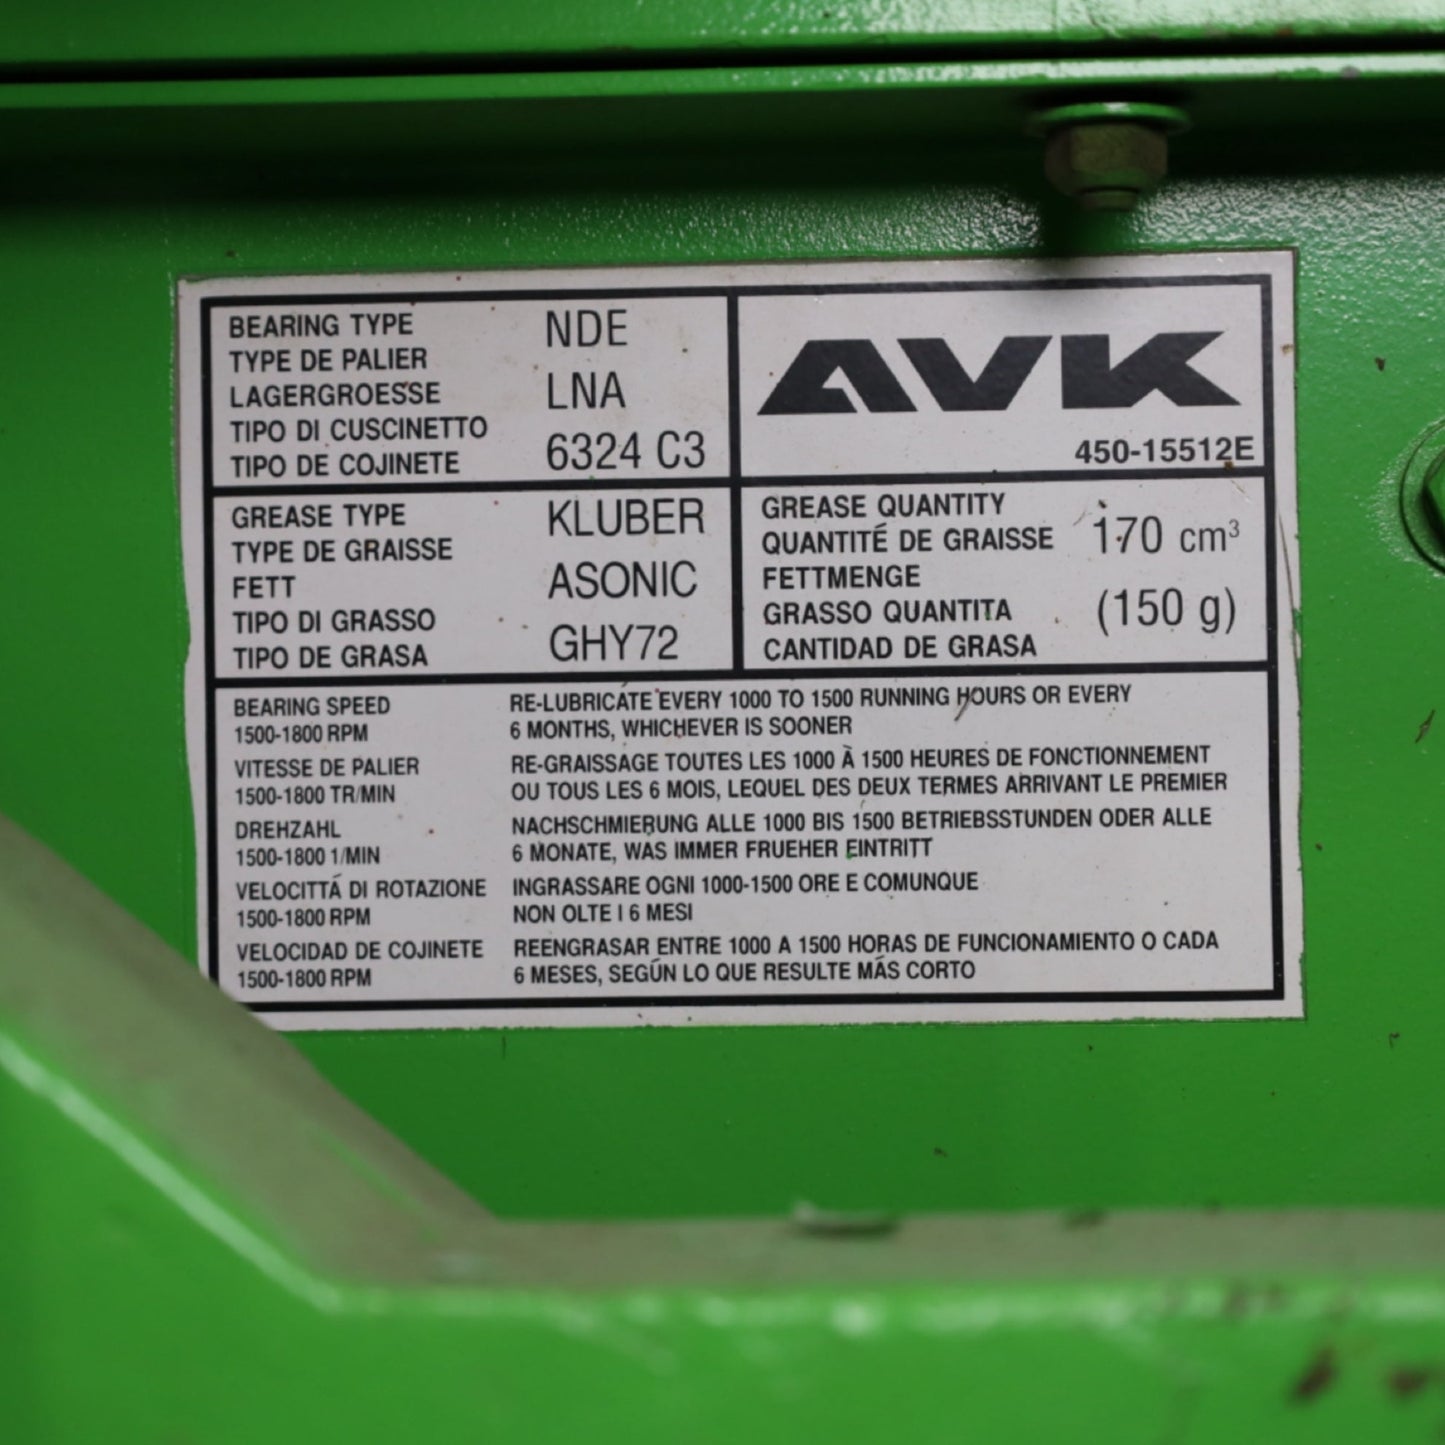 BEARING TYPE
TYPE DE PALIER
LAGERGROESSE
TIPO DI CUSCINETTO
TIPO DE COJINETE
NDE
LNA
6324 C3
AVK
450-15512E
GREASE TYPE
TYPE DE GRAISSE
FETT
TIPO DI GRASSO
TIPO DE GRASA
KLUBER
ASONIC
GHY72
GREASE QUANTITY
QUANTITÉ DE GRAISSE
FETTMENGE
GRASSO QUANTITA
CANTIDAD DE GRASA
170 cm³
(150 g)
BEARING SPEED
1500-1800 RPM
RE-LUBRICATE EVERY 1000 TO 1500 RUNNING HOURS OR EVERY
6 MONTHS, WHICHEVER IS SOONER
VITESSE DE PALIER
1500-1800 TR/MIN
RE-GRAISSAGE TOUTES LES 1000 À 1500 HEURES DE FONCTIONNEMENT
OU TOUS LES 6 MOIS, LEQUEL DES DEUX TERMES ARRIVANT LE PREMIER
DREHZAHL
1500-1800 1/MIN
NACHSCHMIERUNG ALLE 1000 BIS 1500 BETRIEBSSTUNDEN ODER ALLE
6 MONATE, WAS IMMER FRUEHER EINTRITT
VELOCITTÁ DI ROTAZIONE
1500-1800 RPM
INGRASSARE OGNI 1000-1500 ORE E COMUNQUE
NON OLTE I 6 MESI
VELOCIDAD DE COJINETE
1500-1800 RPM
REENGRASAR ENTRE 1000 A 1500 HORAS DE FUNCIONAMIENTO O CADA
6 MESES, SEGÚN LO QUE RESULTE MÁS CORTO